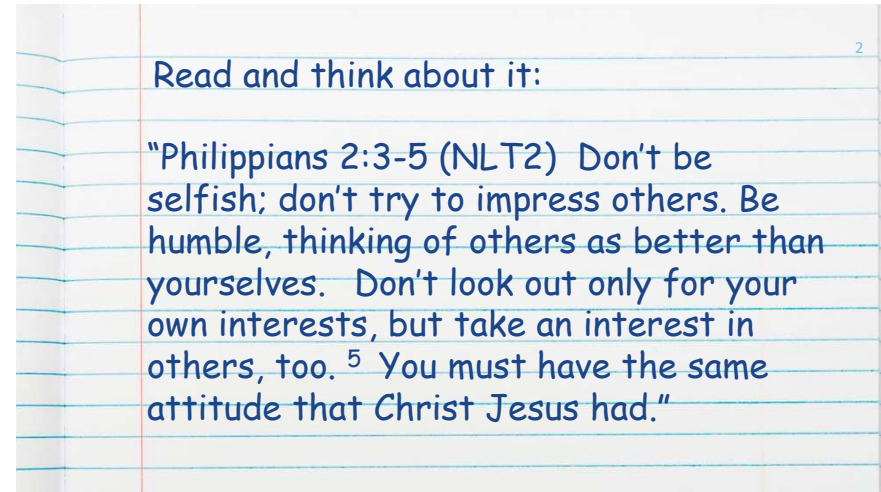 2
Read and think about it:
“Philippians 2:3-5 (NLT2)  Don’t be
selfish; don’t try to impress others. Be
humble, thinking of others as better than
yourselves.   Don’t look out only for your
own interests, but take an interest in
others, too. 5  You must have the same
attitude that Christ Jesus had.”